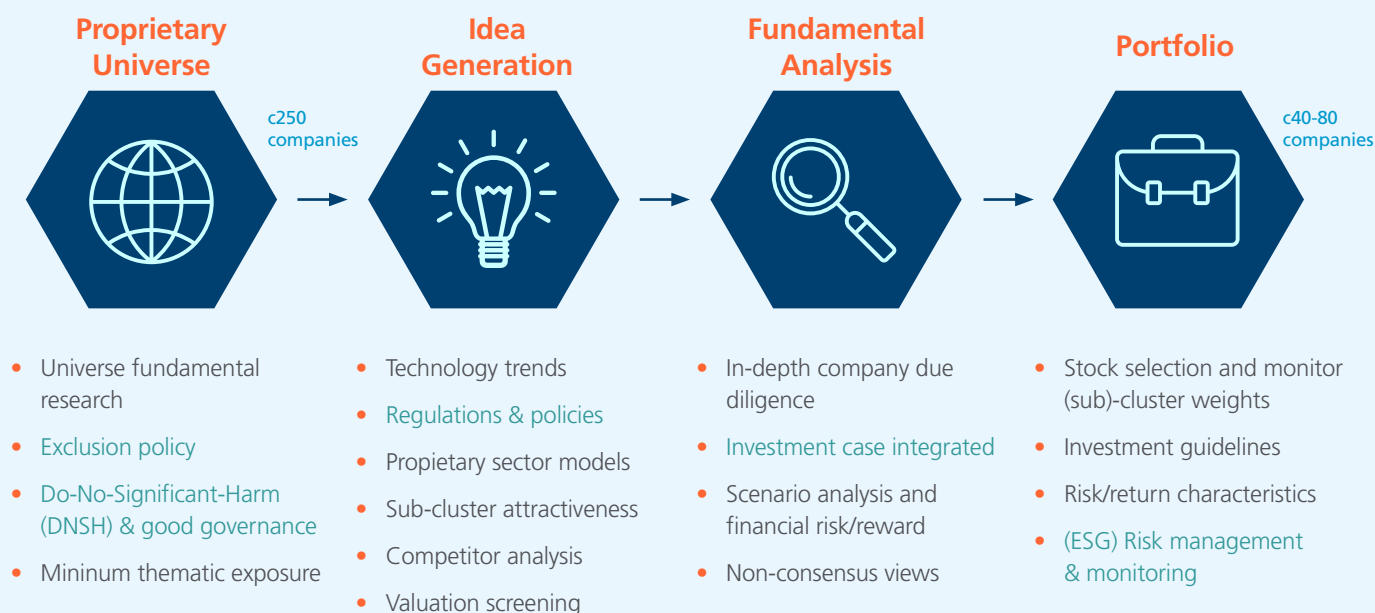 Proprietary
Universe
c250
companies
Idea
Generation
Fundamental
Analysis
Portfolio
c40-80
companies
• Universe fundamental
research
• Exclusion policy
• Do-No-Significant-Harm
(DNSH) & good governance
• Mininum thematic exposure
• Technology trends
• Regulations & policies
• Propietary sector models
• Sub-cluster attractiveness
• Competitor analysis
• Valuation screening
• In-depth company due
diligence
• Investment case integrated
• Scenario analysis and
financial risk/reward
• Non-consensus views
• Stock selection and monitor
(sub)-cluster weights
• Investment guidelines
• Risk/return characteristics
• (ESG) Risk management
& monitoring